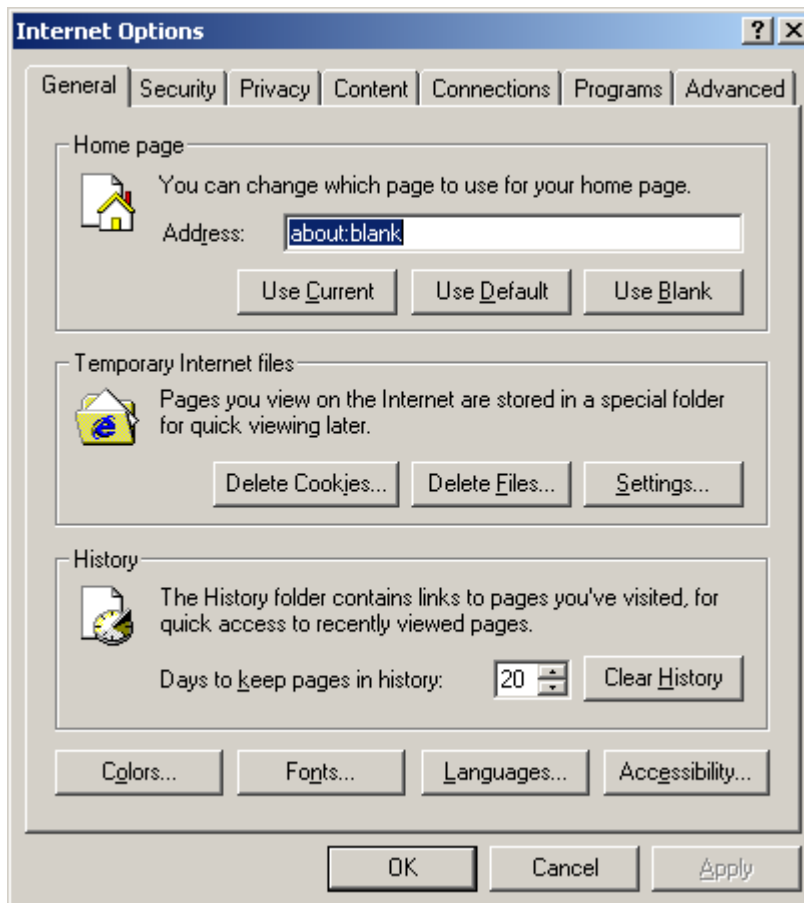 Internet Options
General Security Privacy Content Connections Programs Advanced
Home page
You can change which page to use for your home page.
Address: about:blank
Use Current Use Default Use Blank
Temporary Internet files
Pages you view on the Internet are stored in a special folder
for quick viewing later.
Delete Cookies... Delete Files... Settings...
History
The History folder contains links to pages you've visited, for
quick access to recently viewed pages.
Days to keep pages in history: 20 Clear History
Colors... Fonts... Languages... Accessibility...
OK Cancel Apply